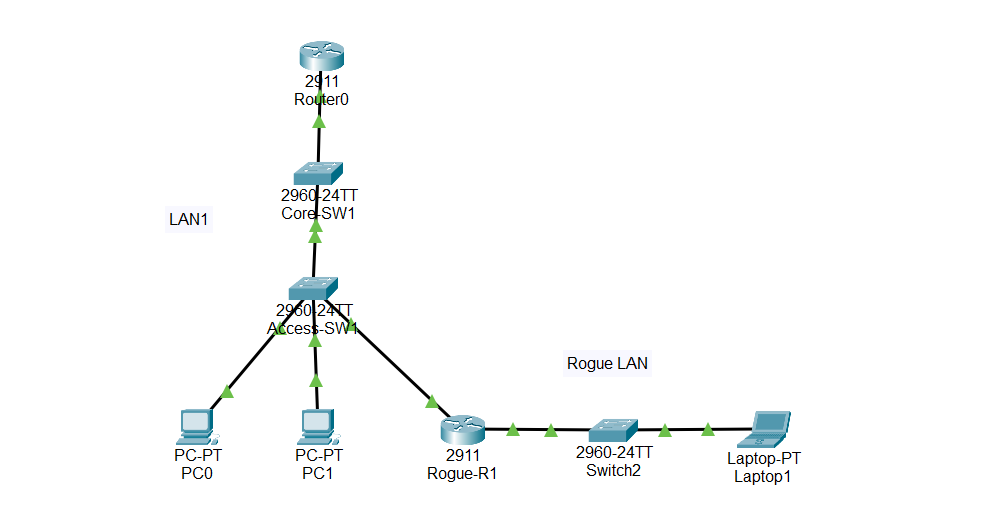 2911
Router0
2960-24TT
Core-SW1
LAN1
2960-24TT
Access-SW1
Rogue LAN
PC-PT
PC0
PC-PT
PC1
2911
Rogue-R1
2960-24TT
Switch2
Laptop-PT
Laptop1